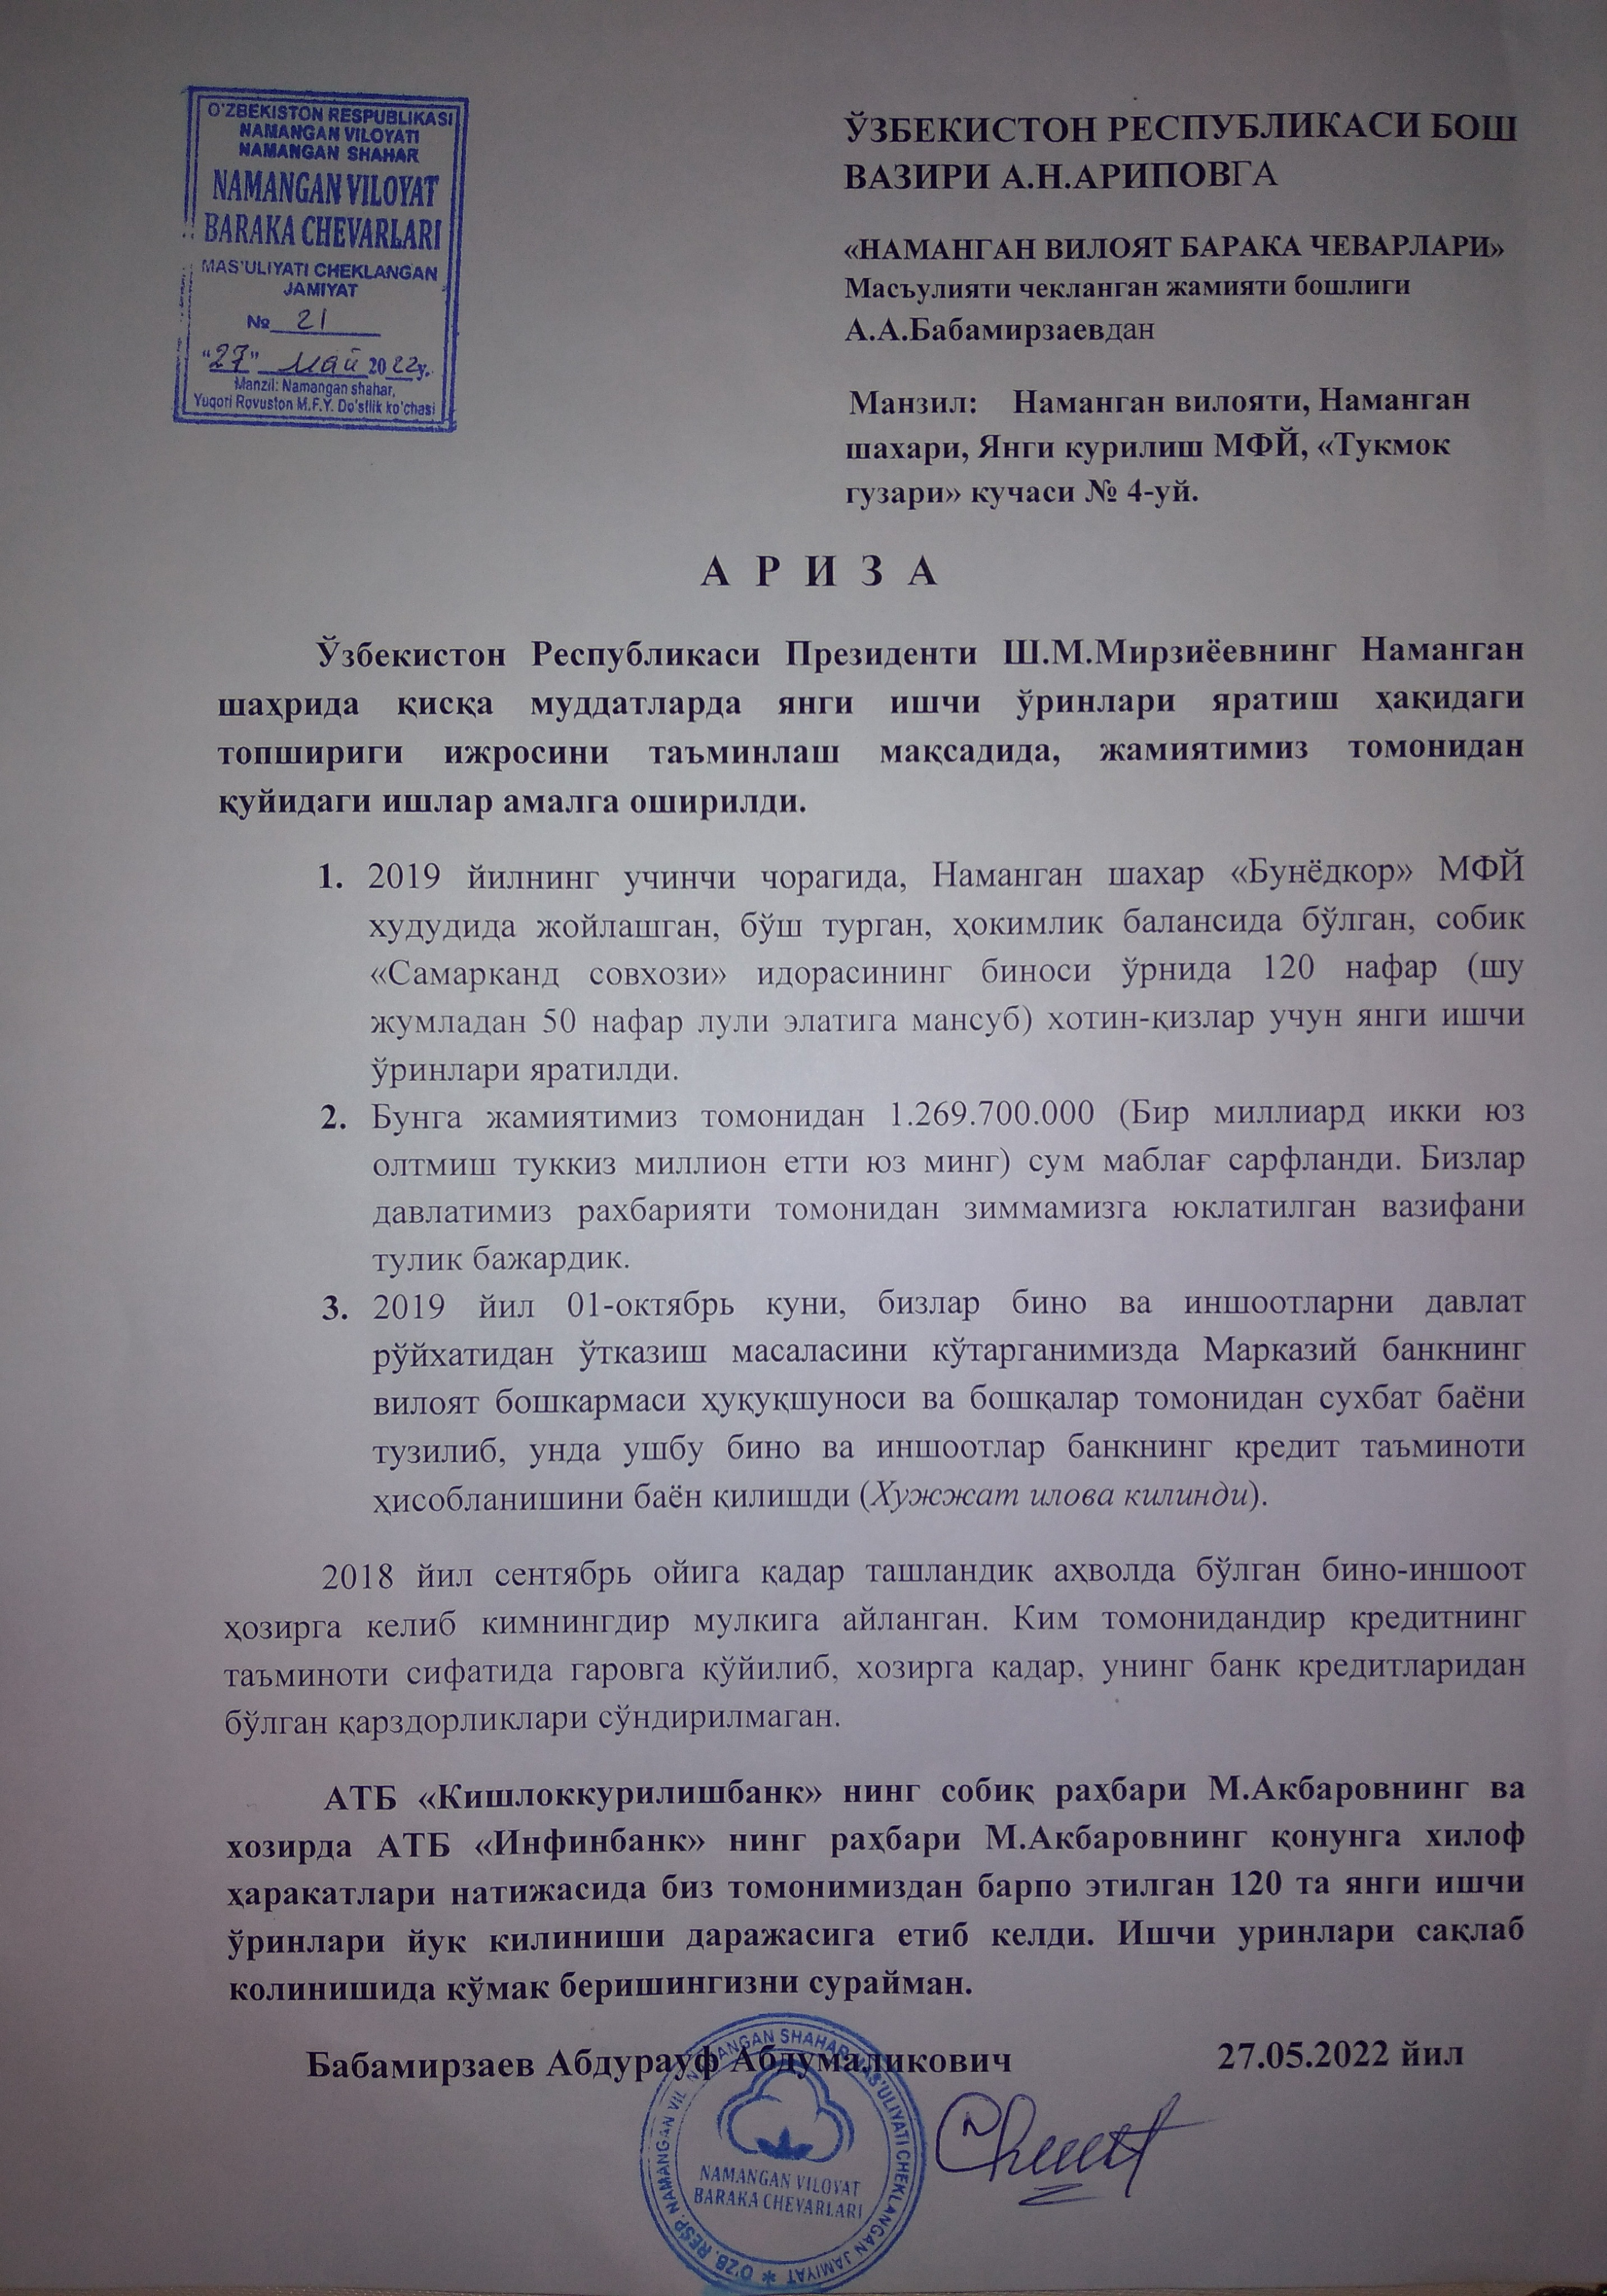 O'ZBEKISTON RESPUBLIKASI
NAMANGAN VILOYATI
NAMANGAN SHAHAR
NAMANGAN VILOYAT
BARAKA CHEVARLARI
MAS'ULIYATI CHEKLANGAN
JAMIYAT
№ 21
"27" май 2022y.
Manzil: Namangan shahar,
Yuqori Rovuston M.F.Y. Do'stlik ko'chasi
ЎЗБЕКИСТОН РЕСПУБЛИКАСИ БОШ
ВАЗИРИ А.Н.АРИПОВГА
«НАМАНГАН ВИЛОЯТ БАРАКА ЧЕВАРЛАРИ»
Масъулияти чекланган жамияти бошлиги
А.А.Бабамирзаевдан
Манзил: Наманган вилояти, Наманган
шахари, Янги курилиш МФЙ, «Тукмок
гузари» кучаси № 4-уй.
А Р И З А
Ўзбекистон Республикаси Президенти Ш.М.Мирзиёевнинг Наманган
шаҳрида қисқа муддатларда янги ишчи ўринлари яратиш ҳақидаги
топшириги ижросини таъминлаш мақсадида, жамиятимиз томонидан
қуйидаги ишлар амалга оширилди.
1. 2019 йилнинг учинчи чорагида, Наманган шахар «Бунёдкор» МФЙ
худудида жойлашган, бўш турган, ҳокимлик балансида бўлган, собик
«Самарканд совхози» идорасининг биноси ўрнида 120 нафар (шу
жумладан 50 нафар лули элатига мансуб) хотин-қизлар учун янги ишчи
ўринлари яратилди.
2. Бунга жамиятимиз томонидан 1.269.700.000 (Бир миллиард икки юз
олтмиш туккиз миллион етти юз минг) сум маблағ сарфланди. Бизлар
давлатимиз рахбарияти томонидан зиммамизга юклатилган вазифани
тулик бажардик.
3. 2019 йил 01-октябрь куни, бизлар бино ва иншоотларни давлат
рўйхатидан ўтказиш масаласини кўтарганимизда Марказий банкнинг
вилоят бошкармаси ҳуқуқшуноси ва бошқалар томонидан сухбат баёни
тузилиб, унда ушбу бино ва иншоотлар банкнинг кредит таъминоти
ҳисобланишини баён қилишди (Хужжат илова килинди).
2018 йил сентябрь ойига қадар ташландик аҳволда бўлган бино-иншоот
ҳозирга келиб кимнингдир мулкига айланган. Ким томонидандир кредитнинг
таъминоти сифатида гаровга қўйилиб, хозирга қадар, унинг банк кредитларидан
бўлган қарздорликлари сўндирилмаган.
АТБ «Кишлоккурилишбанк» нинг собиқ раҳбари М.Акбаровнинг ва
хозирда АТБ «Инфинбанк» нинг раҳбари М.Акбаровнинг қонунга хилоф
ҳаракатлари натижасида биз томонимиздан барпо этилган 120 та янги ишчи
ўринлари йук килиниши даражасига етиб келди. Ишчи уринлари сақлаб
колинишида кўмак беришингизни сурайман.
Бабамирзаев Абдурауф Абдумаликович 27.05.2022 йил
O'ZB. RESP. NAMANGAN VIL. NAMANGAN SHAHAR MAS'ULIYATI CHEKLANGAN JAMIYAT
NAMANGAN VILOYAT
BARAKA CHEVARLARI